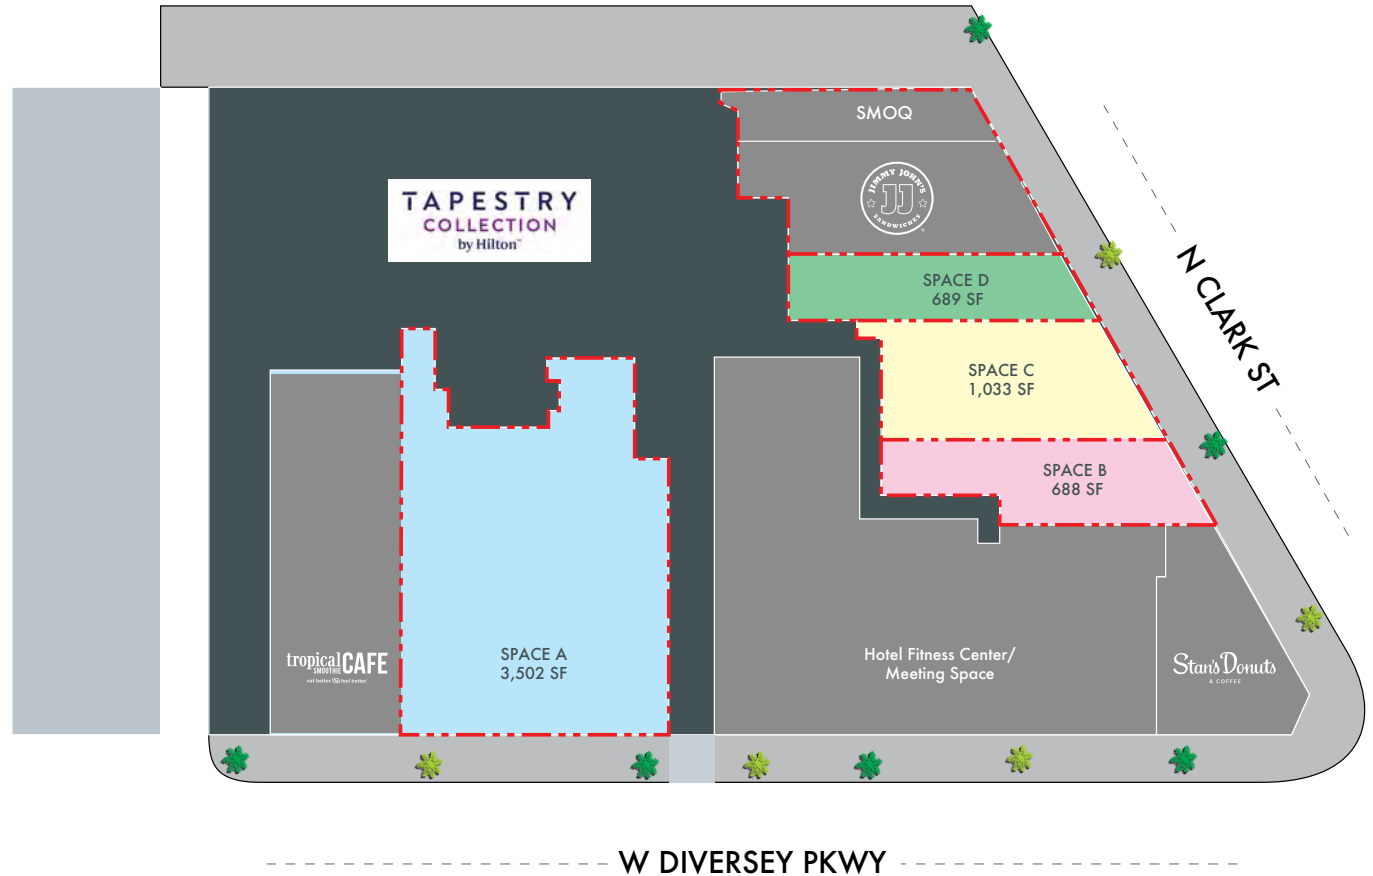 SMOQ
TAPESTRY
COLLECTION
by Hilton™
JIMMY JOHN'S
JJ
SANDWICHES
®
SPACE D
689 SF
N CLARK ST
SPACE C
1,033 SF
SPACE B
688 SF
tropical
SMOOTHIE
CAFE
eat better. feel better.
SPACE A
3,502 SF
Hotel Fitness Center/
Meeting Space
Stan's Donuts
& COFFEE
W DIVERSEY PKWY